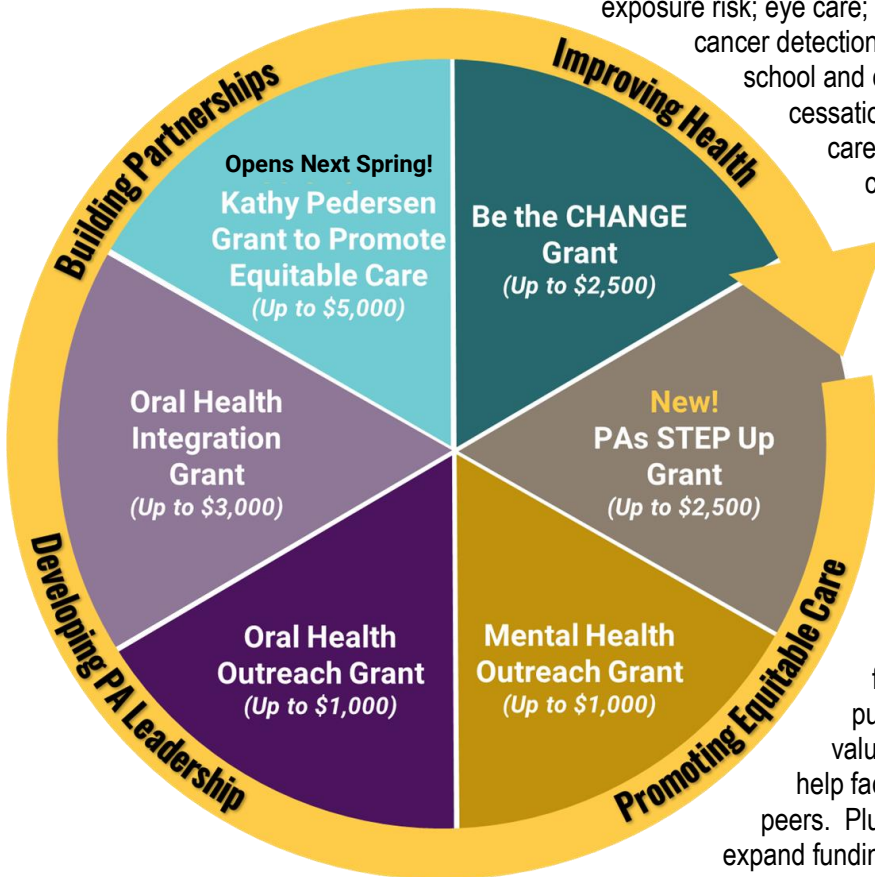 exposure risk; eye care;
cancer detection
school and
cessatio
care
Building Partnerships
Improving Health
Opens Next Spring!
Kathy Pedersen
Grant to Promote
Equitable Care
(Up to $5,000)
Be the CHANGE
Grant
(Up to $2,500)
Oral Health
Integration
Grant
(Up to $3,000)
New!
PAs STEP Up
Grant
(Up to $2,500)
Oral Health
Outreach Grant
(Up to $1,000)
Mental Health
Outreach Grant
(Up to $1,000)
Developing PA Leadership
Promoting Equitable Care
pu
valu
help fac
peers. Plu
expand funding